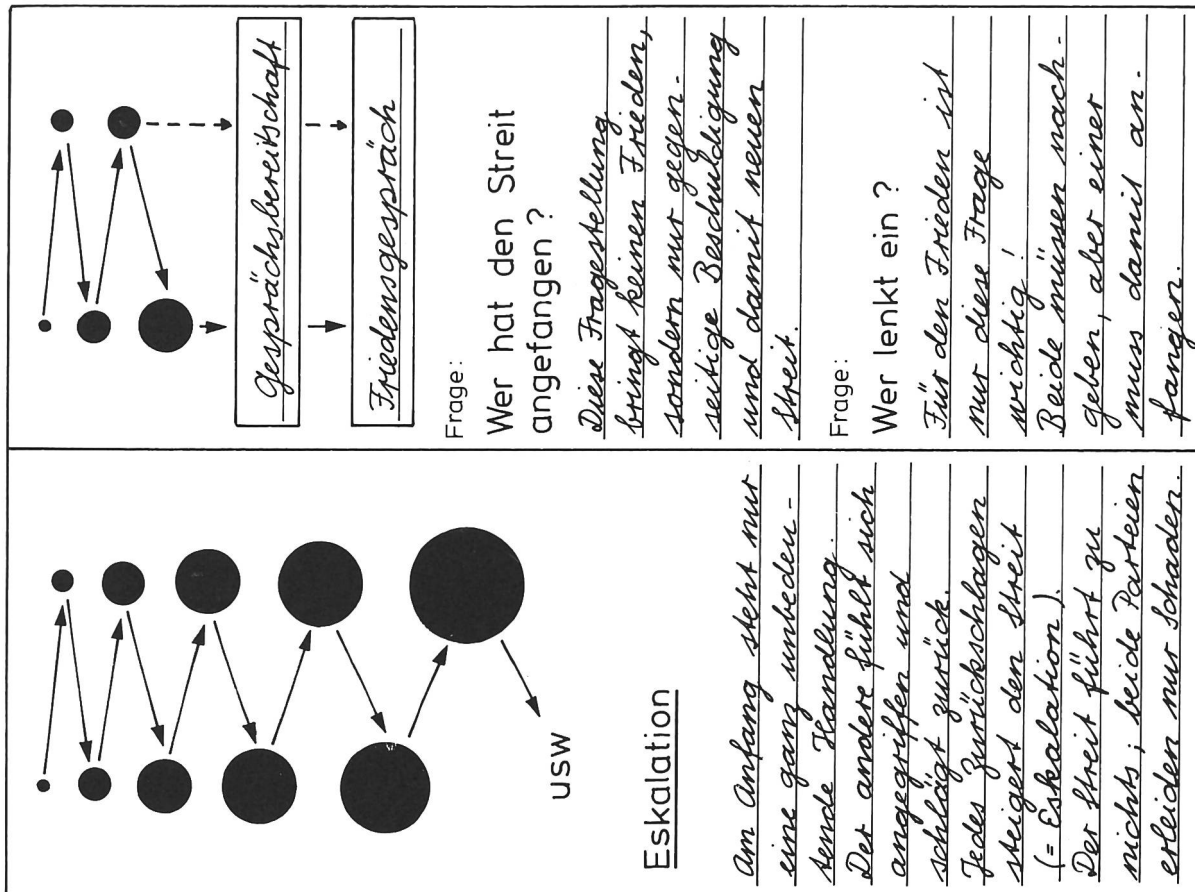 usw
Eskalation
Am Anfang steht nur
eine ganz unbedeu-
tende Handlung.
Der andere fühlt sich
angegriffen und
schlägt zurück.
Jedes Zurückschlagen
steigert den Streit
(= Eskalation).
Der Streit führt zu
nichts; beide Parteien
erleiden nur Schaden.
Gesprächsbereitschaft
Friedensgespräch
Frage:
Wer hat den Streit
angefangen?
Diese Fragestellung
bringt keinen Frieden,
sondern nur gegen-
seitige Beschuldigung
und damit neuen
Streit.
Frage:
Wer lenkt ein?
Für den Frieden ist
nur diese Frage
wichtig!
Beide müssen nach-
geben, aber einer
muss damit an-
fangen.